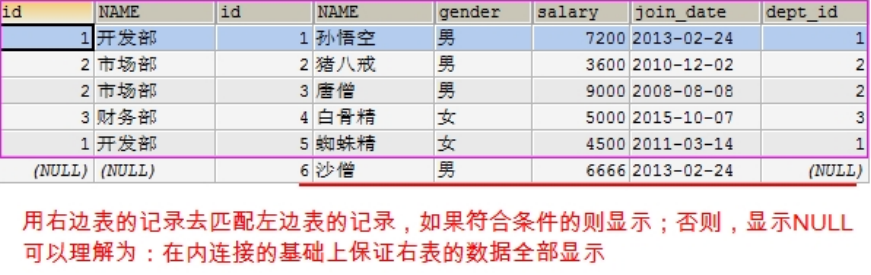 id NAME id NAME gender salary join_date dept_id
1 开发部 1 孙悟空 男 7200 2013-02-24 1
2 市场部 2 猪八戒 男 3600 2010-12-02 2
2 市场部 3 唐僧 男 9000 2008-08-08 2
3 财务部 4 白骨精 女 5000 2015-10-07 3
1 开发部 5 蜘蛛精 女 4500 2011-03-14 1
(NULL) (NULL) 6 沙僧 男 6666 2013-02-24 (NULL)
用右边表的记录去匹配左边表的记录，如果符合条件的则显示；否则，显示NULL
可以理解为：在内连接的基础上保证右表的数据全部显示